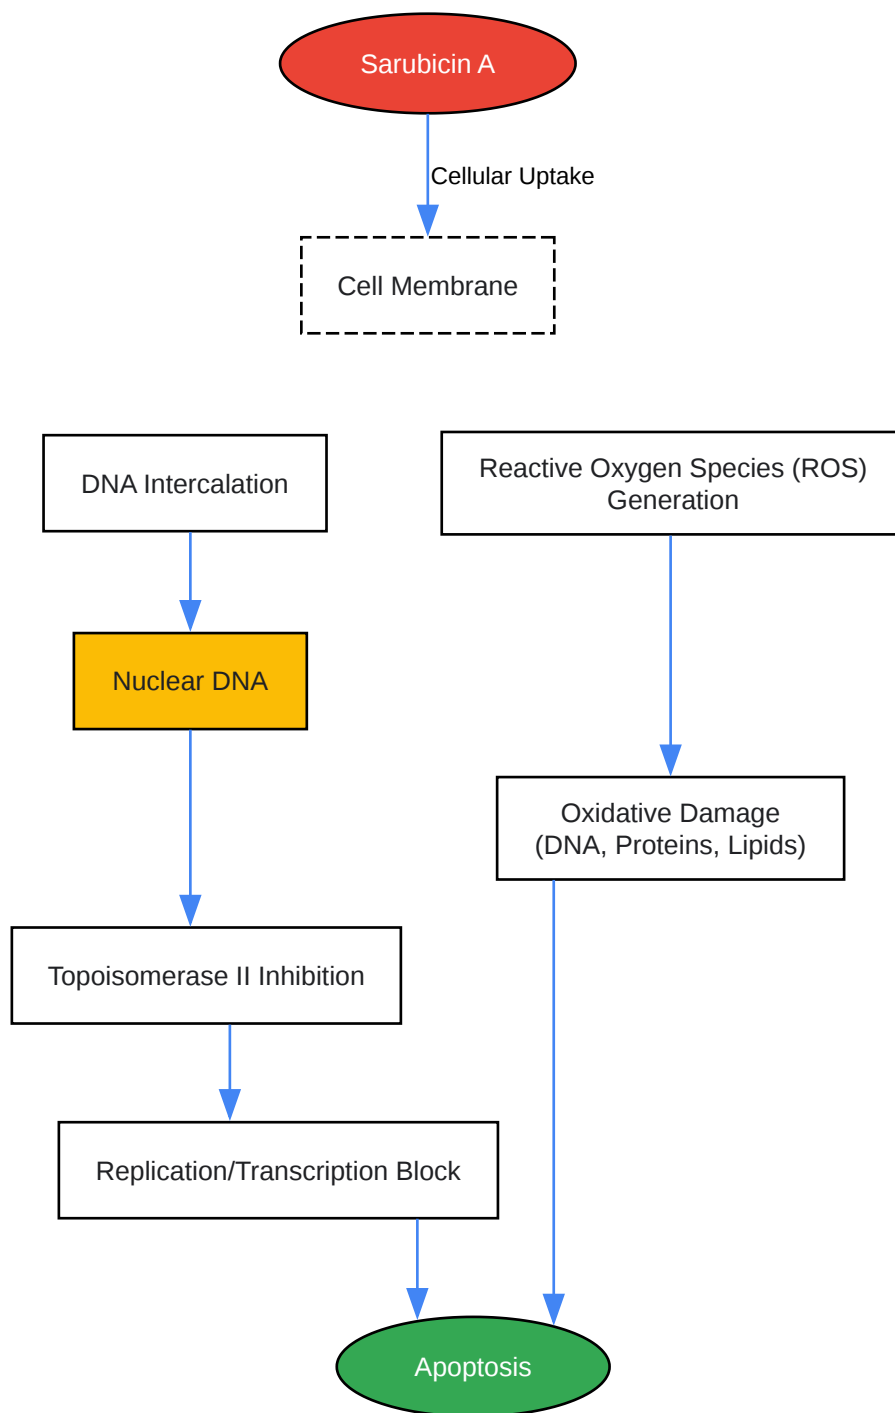 Sarubicin A
Cellular Uptake
Cell Membrane
DNA Intercalation
Reactive Oxygen Species (ROS)
Generation
Nuclear DNA
Oxidative Damage
(DNA, Proteins, Lipids)
Topoisomerase II Inhibition
Replication/Transcription Block
Apoptosis